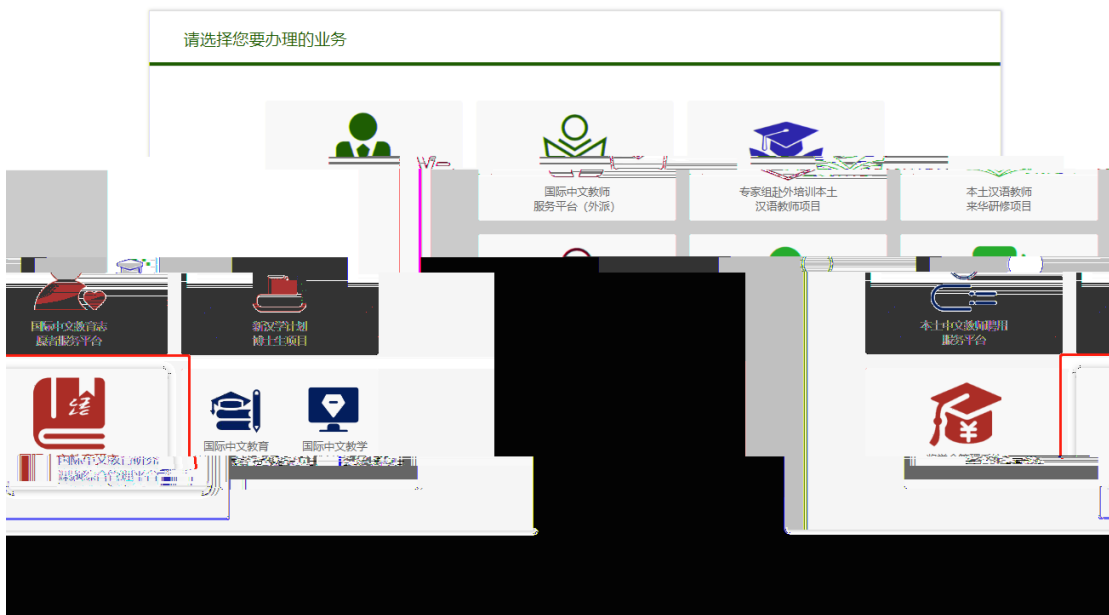 请选择您要办理的业务
国际中文教师
服务平台（外派）
专家组赴外培训本土
汉语教师项目
本土汉语教师
来华研修项目
国际中文教育志
愿者服务平台
新汉学计划
博士生项目
本土中文教师聘用
服务平台
国际中文教育
国际中文教学